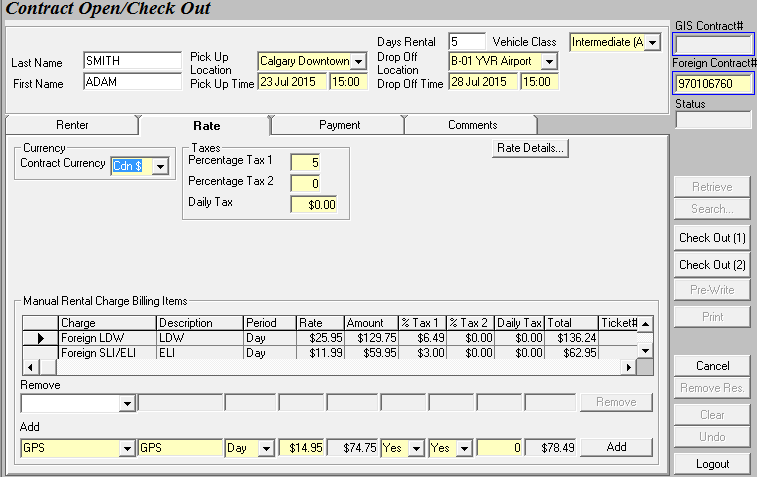 Contract Open/Check Out
GIS Contract#
Foreign Contract#
970106760
Status
Last Name SMITH
First Name ADAM
Pick Up Location Calgary Downtown
Pick Up Time 23 Jul 2015 15:00
Days Rental 5 Vehicle Class Intermediate (A
Drop Off Location B-01 YVR Airport
Drop Off Time 28 Jul 2015 15:00
Renter Rate Payment Comments
Currency
Contract Currency Cdn $
Taxes
Percentage Tax 1 5
Percentage Tax 2 0
Daily Tax $0.00
Rate Details...
Manual Rental Charge Billing Items
Charge Description Period Rate Amount % Tax 1 % Tax 2 Daily Tax Total Ticket#
Foreign LDW LDW Day $25.95 $129.75 $6.49 $0.00 $0.00 $136.24
Foreign SLI/ELI ELI Day $11.99 $59.95 $3.00 $0.00 $0.00 $62.95
Remove
Remove
Add
GPS GPS Day $14.95 $74.75 Yes Yes 0 $78.49 Add
Retrieve
Search...
Check Out (1)
Check Out (2)
Pre-Write
Print
Cancel
Remove Res.
Clear
Undo
Logout